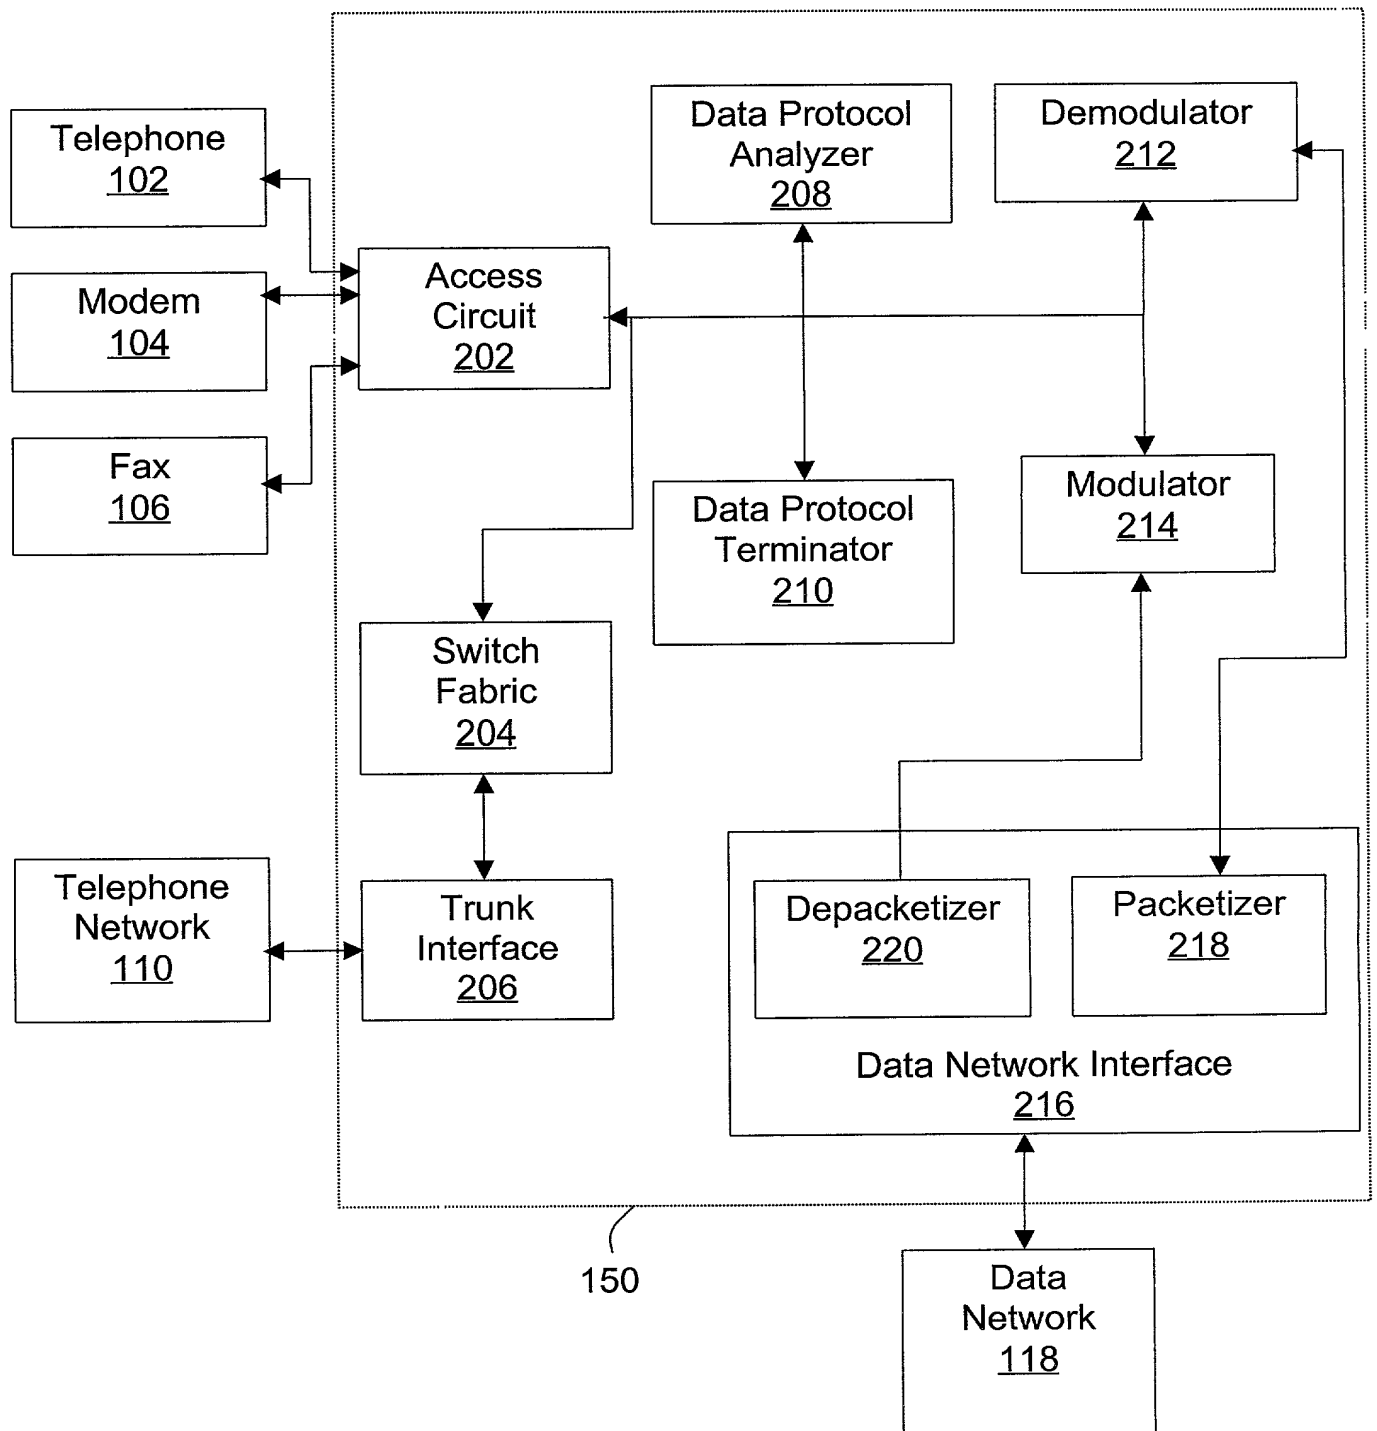 Telephone
102
Modem
104
Fax
106
Access
Circuit
202
Data Protocol
Analyzer
208
Demodulator
212
Data Protocol
Terminator
210
Modulator
214
Switch
Fabric
204
Telephone
Network
110
Trunk
Interface
206
Depacketizer
220
Packetizer
218
Data Network Interface
216
150
Data
Network
118